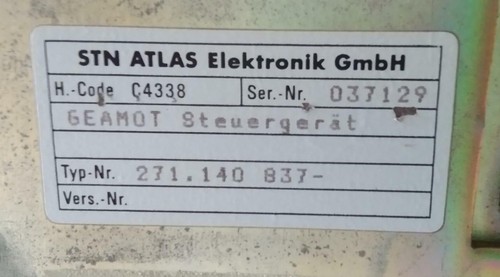 STN ATLAS Elektronik GmbH
H.-Code C4338 Ser.-Nr. 037129
GEAMOT Steuergerät
Typ-Nr. 271.140 837-
Vers.-Nr.